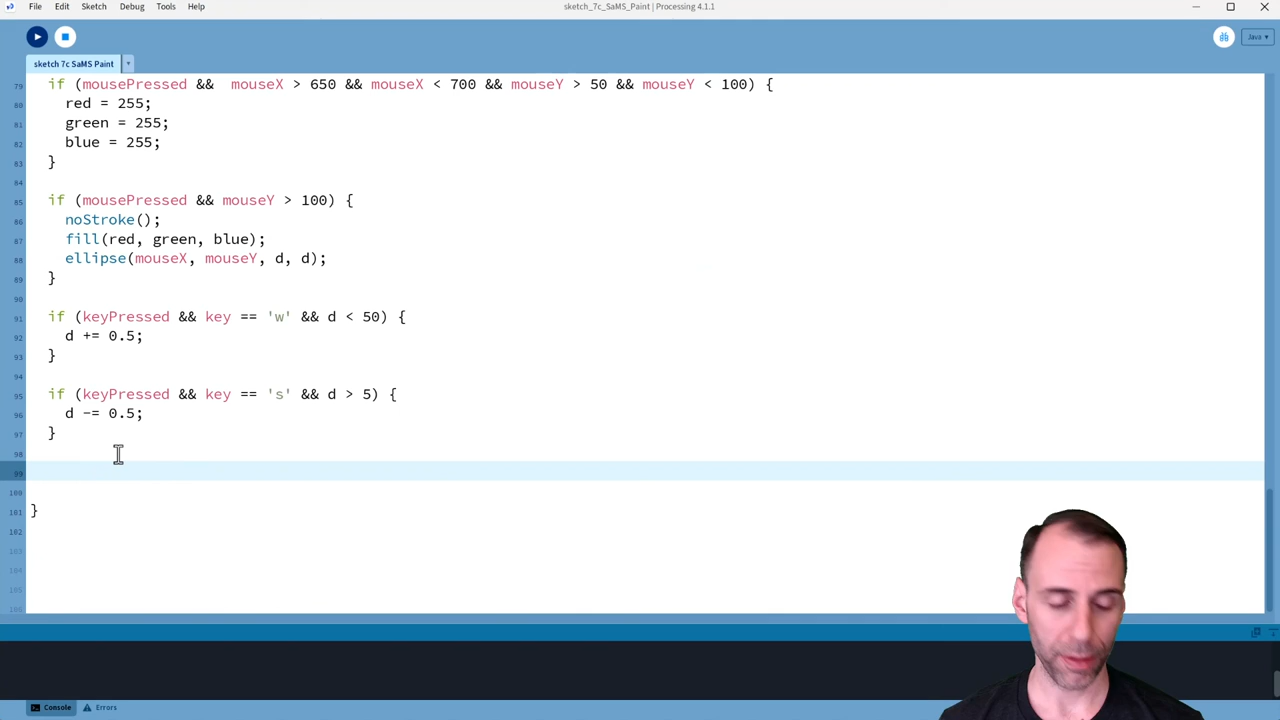 File Edit Sketch Debug Tools Help
sketch_7c_SaMS_Paint | Processing 4.1.1
Java ▾
sketch 7c SaMS Paint ▾
79 if (mousePressed &&  mouseX > 650 && mouseX < 700 && mouseY > 50 && mouseY < 100) {
80 red = 255;
81 green = 255;
82 blue = 255;
83 }
84
85 if (mousePressed && mouseY > 100) {
86 noStroke();
87 fill(red, green, blue);
88 ellipse(mouseX, mouseY, d, d);
89 }
90
91 if (keyPressed && key == 'w' && d < 50) {
92 d += 0.5;
93 }
94
95 if (keyPressed && key == 's' && d > 5) {
96 d -= 0.5;
97 }
98
99
100
101 }
102
103
104
105
106
Console Errors